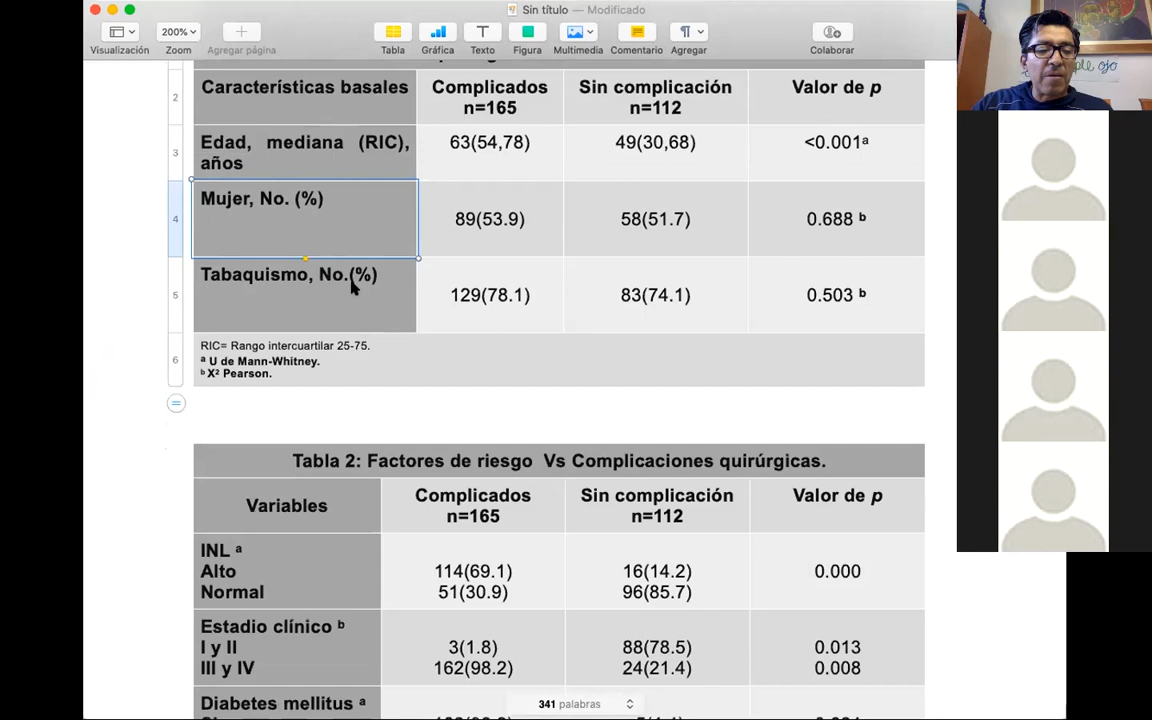 Sin título — Modificado
200%
Visualización Zoom Agregar página Tabla Gráfica Texto Figura Multimedia Comentario Agregar Colaborar
2 Características basales Complicados n=165 Sin complicación n=112 Valor de p
3 Edad, mediana (RIC), años 63(54,78) 49(30,68) <0.001ᵃ
4 Mujer, No. (%) 89(53.9) 58(51.7) 0.688 ᵇ
5 Tabaquismo, No.(%) 129(78.1) 83(74.1) 0.503 ᵇ
RIC= Rango intercuartilar 25-75.
6 ᵃ U de Mann-Whitney.
ᵇ X² Pearson.
Tabla 2: Factores de riesgo Vs Complicaciones quirúrgicas.
Variables Complicados n=165 Sin complicación n=112 Valor de p
INL ᵃ
Alto 114(69.1) 16(14.2) 0.000
Normal 51(30.9) 96(85.7)
Estadio clínico ᵇ
I y II 3(1.8) 88(78.5) 0.013
III y IV 162(98.2) 24(21.4) 0.008
Diabetes mellitus ᵃ
341 palabras
ojo